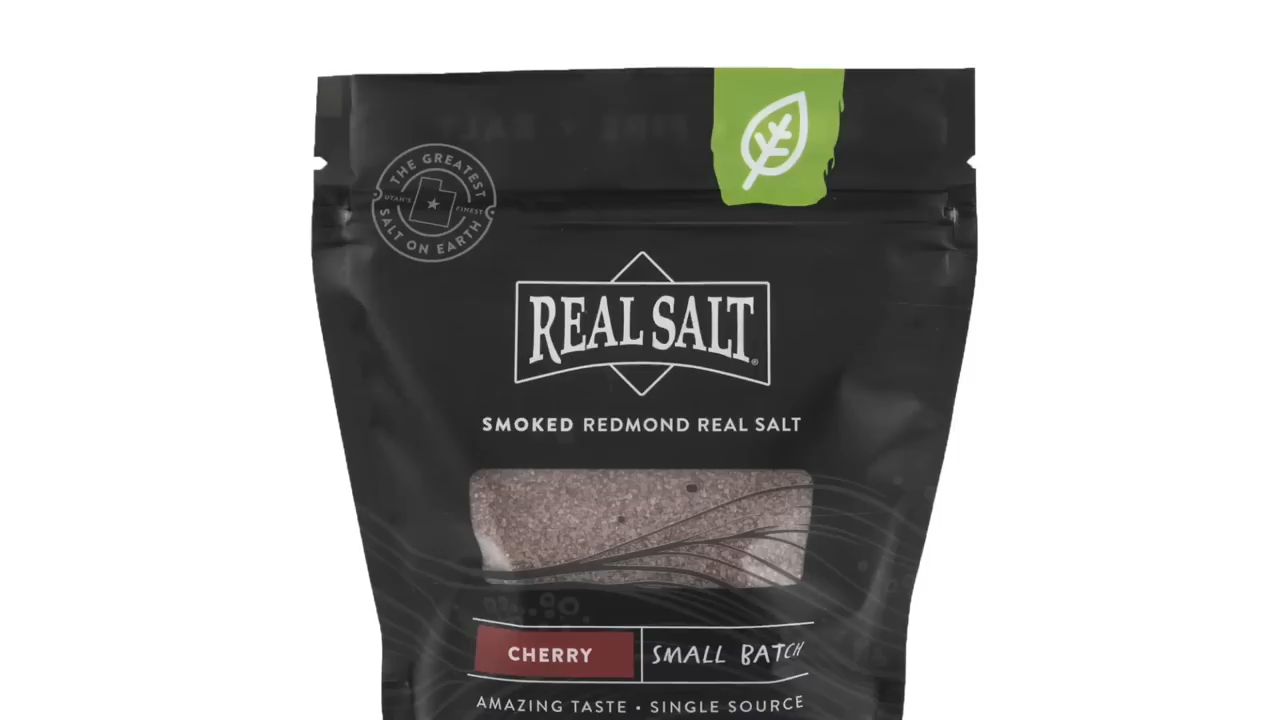 THE GREATEST
UTAH'S FINEST
SALT ON EARTH
REAL SALT®
SMOKED REDMOND REAL SALT
CHERRY SMALL BATCH
AMAZING TASTE • SINGLE SOURCE